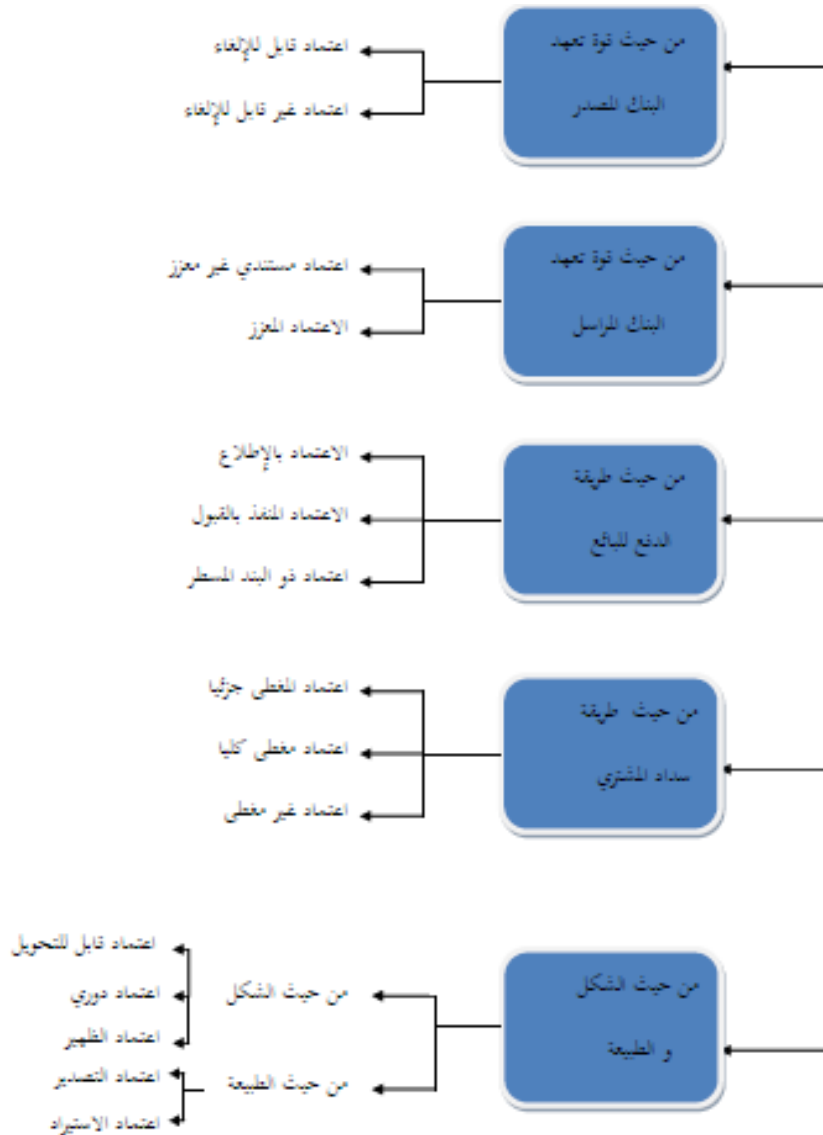 من حيث قوة تعهد
البنك المصدر
اعتماد قابل للإلغاء
اعتماد غير قابل للإلغاء
من حيث قوة تعهد
البنك المراسل
اعتماد مستندي غير معزز
الاعتماد المعزز
من حيث طريقة
الدفع للبائع
الاعتماد بالإطلاع
الاعتماد المنفذ بالقبول
اعتماد ذو البند المسطر
من حيث طريقة
سداد المشتري
اعتماد المغطى جزئيا
اعتماد مغطى كليا
اعتماد غير مغطى
من حيث الشكل
و الطبيعة
من حيث الشكل
اعتماد قابل للتحويل
اعتماد دوري
اعتماد الظهير
من حيث الطبيعة
اعتماد التصدير
اعتماد الاستيراد